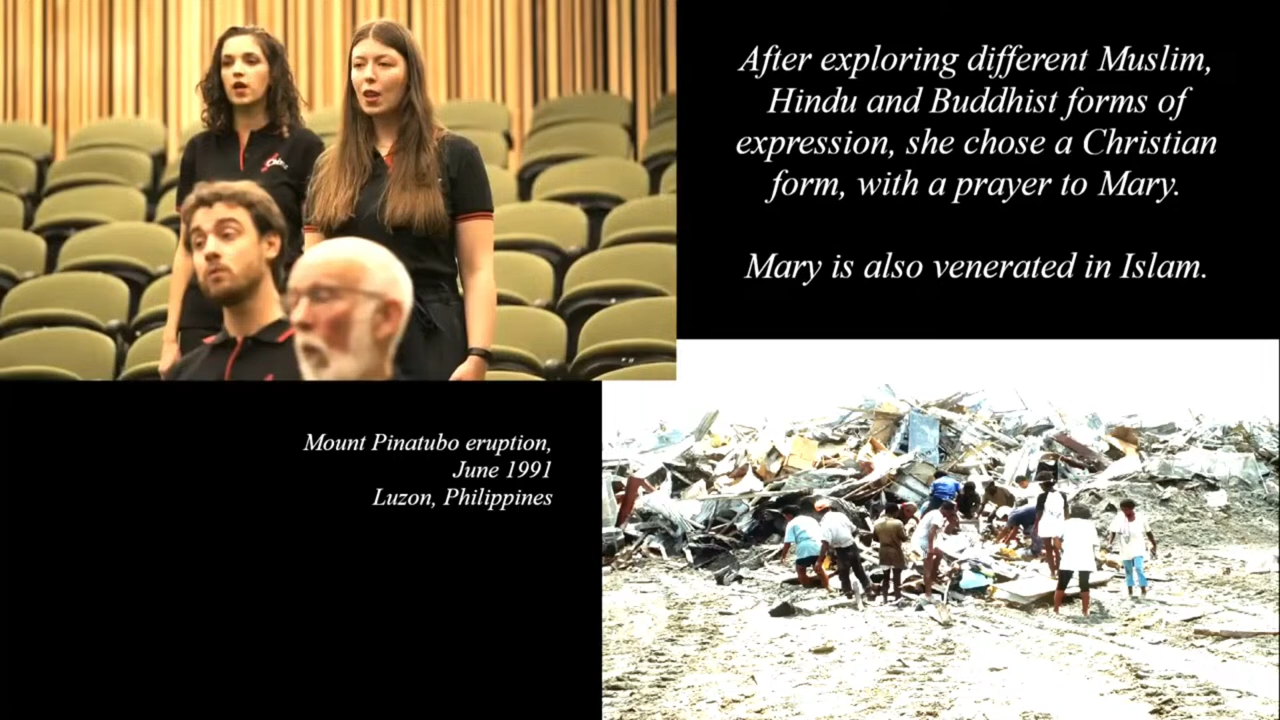 After exploring different Muslim,
Hindu and Buddhist forms of
expression, she chose a Christian
form, with a prayer to Mary.
Mary is also venerated in Islam.
Mount Pinatubo eruption,
June 1991
Luzon, Philippines